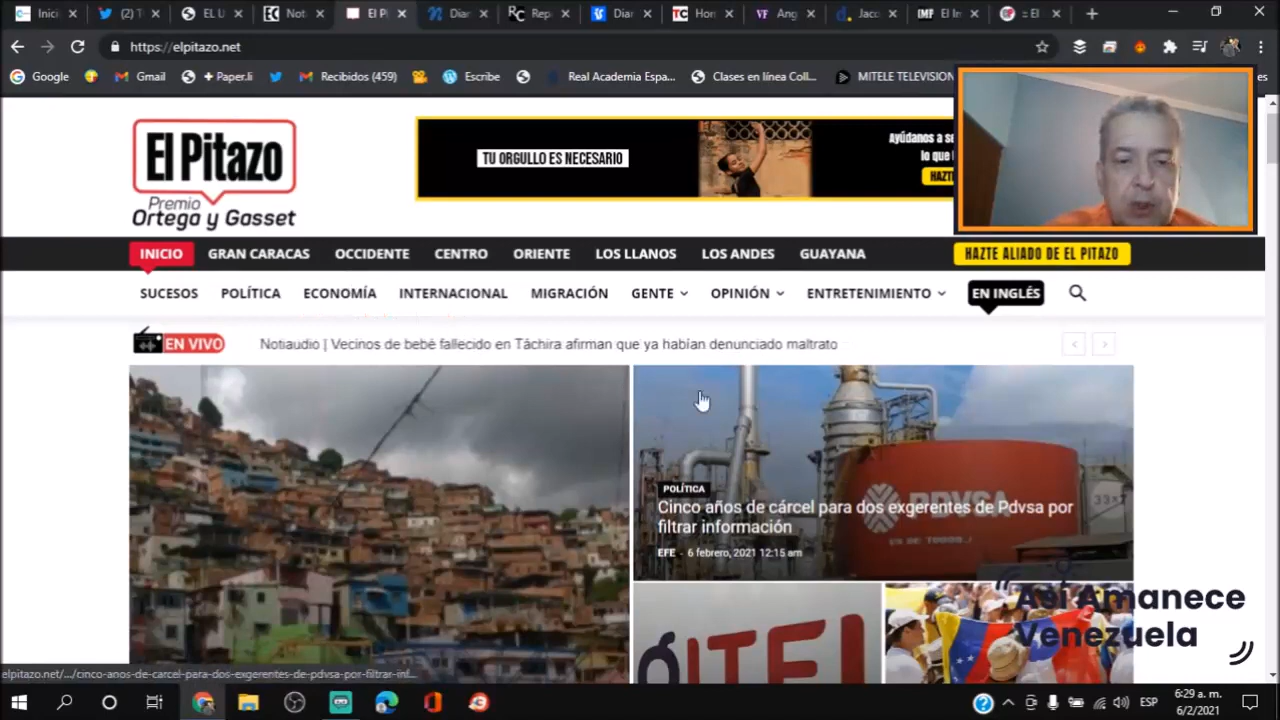 Inici
(2) T
EL U
Not
El Pi
Diar
Rep
Diar
Hon
Ang
Jaco
El In
:: El
https://elpitazo.net
Google
Gmail
+ Paper.li
Recibidos (459)
Escribe
Real Academia Espa...
Clases en línea Coll...
MITELE TELEVISION
El Pitazo
Premio
Ortega y Gasset
TU ORGULLO ES NECESARIO
Ayúdanos a se
lo que
HAZT
INICIO GRAN CARACAS OCCIDENTE CENTRO ORIENTE LOS LLANOS LOS ANDES GUAYANA HAZTE ALIADO DE EL PITAZO
SUCESOS POLÍTICA ECONOMÍA INTERNACIONAL MIGRACIÓN GENTE OPINIÓN ENTRETENIMIENTO EN INGLÉS
EN VIVO
Notiaudio | Vecinos de bebé fallecido en Táchira afirman que ya habían denunciado maltrato
PDVSA
33x7
POLÍTICA
Cinco años de cárcel para dos exgerentes de Pdvsa por
filtrar información
EFE - 6 febrero, 2021 12:15 am
ITEL
Así Amanece
Venezuela
elpitazo.net/.../cinco-anos-de-carcel-para-dos-exgerentes-de-pdvsa-por-filtrar-inf...
ESP
6:29 a. m.
6/2/2021